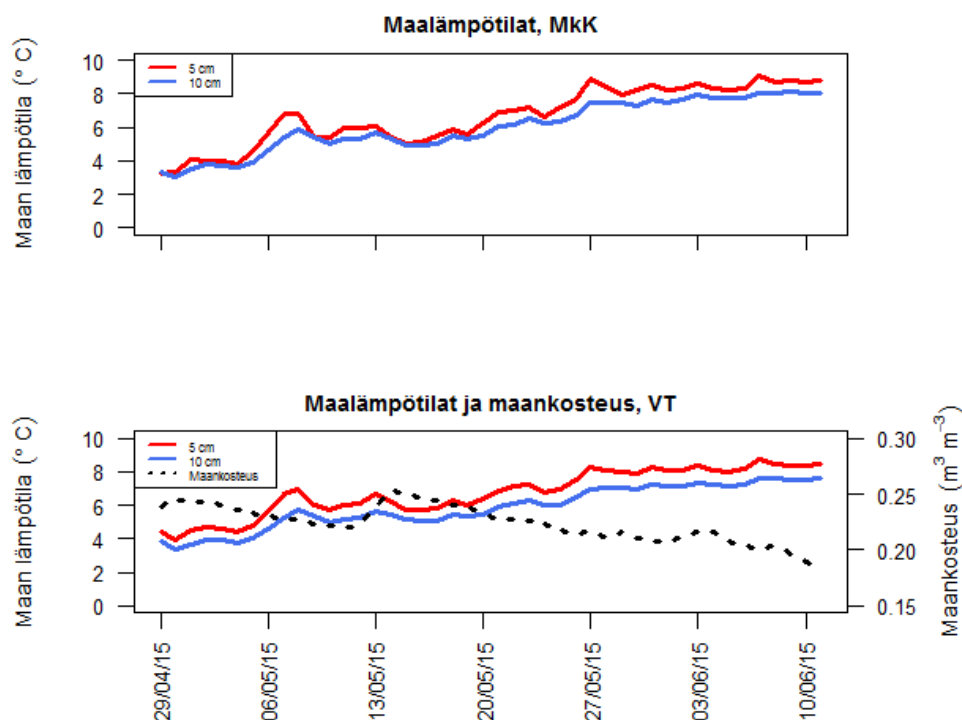 Maalämpötilat, MkK
Maan lämpötila (° C)
10
8
6
4
2
0
5 cm
10 cm
Maalämpötilat ja maankosteus, VT
Maan lämpötila (° C)
10
8
6
4
2
0
5 cm
10 cm
Maankosteus
0.30
0.25
0.20
0.15
Maankosteus (m³ m⁻³)
29/04/15
06/05/15
13/05/15
20/05/15
27/05/15
03/06/15
10/06/15